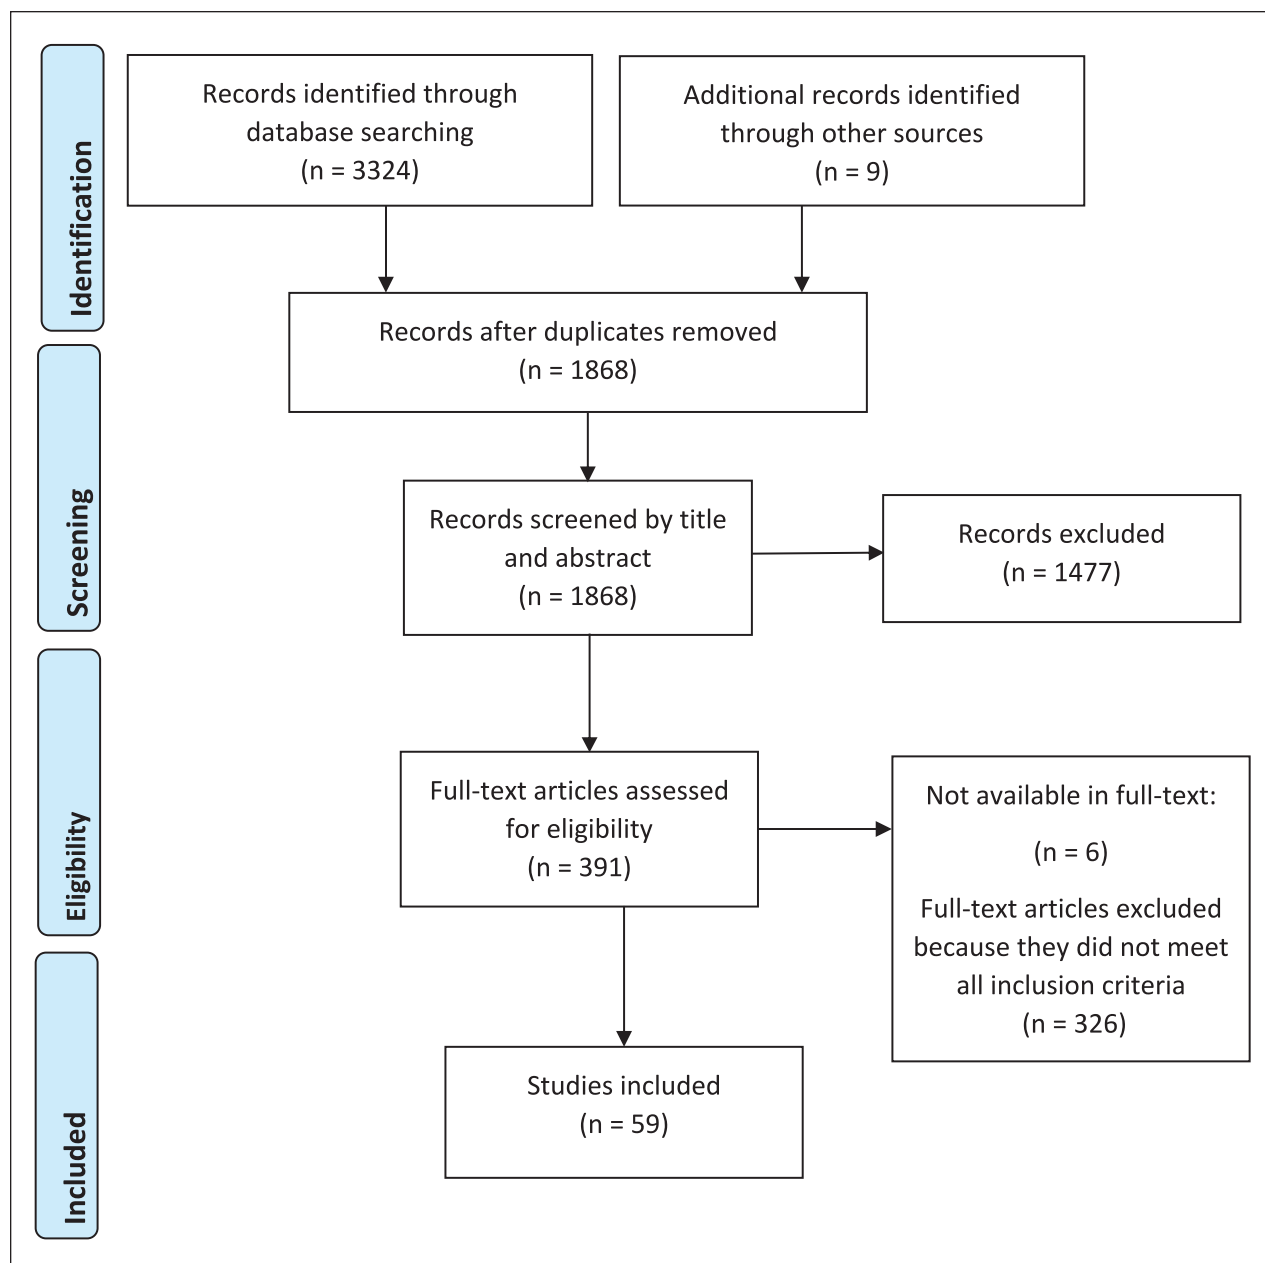 Identification
Records identified through
database searching
(n = 3324)
Additional records identified
through other sources
(n = 9)
Records after duplicates removed
(n = 1868)
Screening
Records screened by title
and abstract
(n = 1868)
Records excluded
(n = 1477)
Eligibility
Full-text articles assessed
for eligibility
(n = 391)
Not available in full-text:
(n = 6)
Full-text articles excluded
because they did not meet
all inclusion criteria
(n = 326)
Included
Studies included
(n = 59)